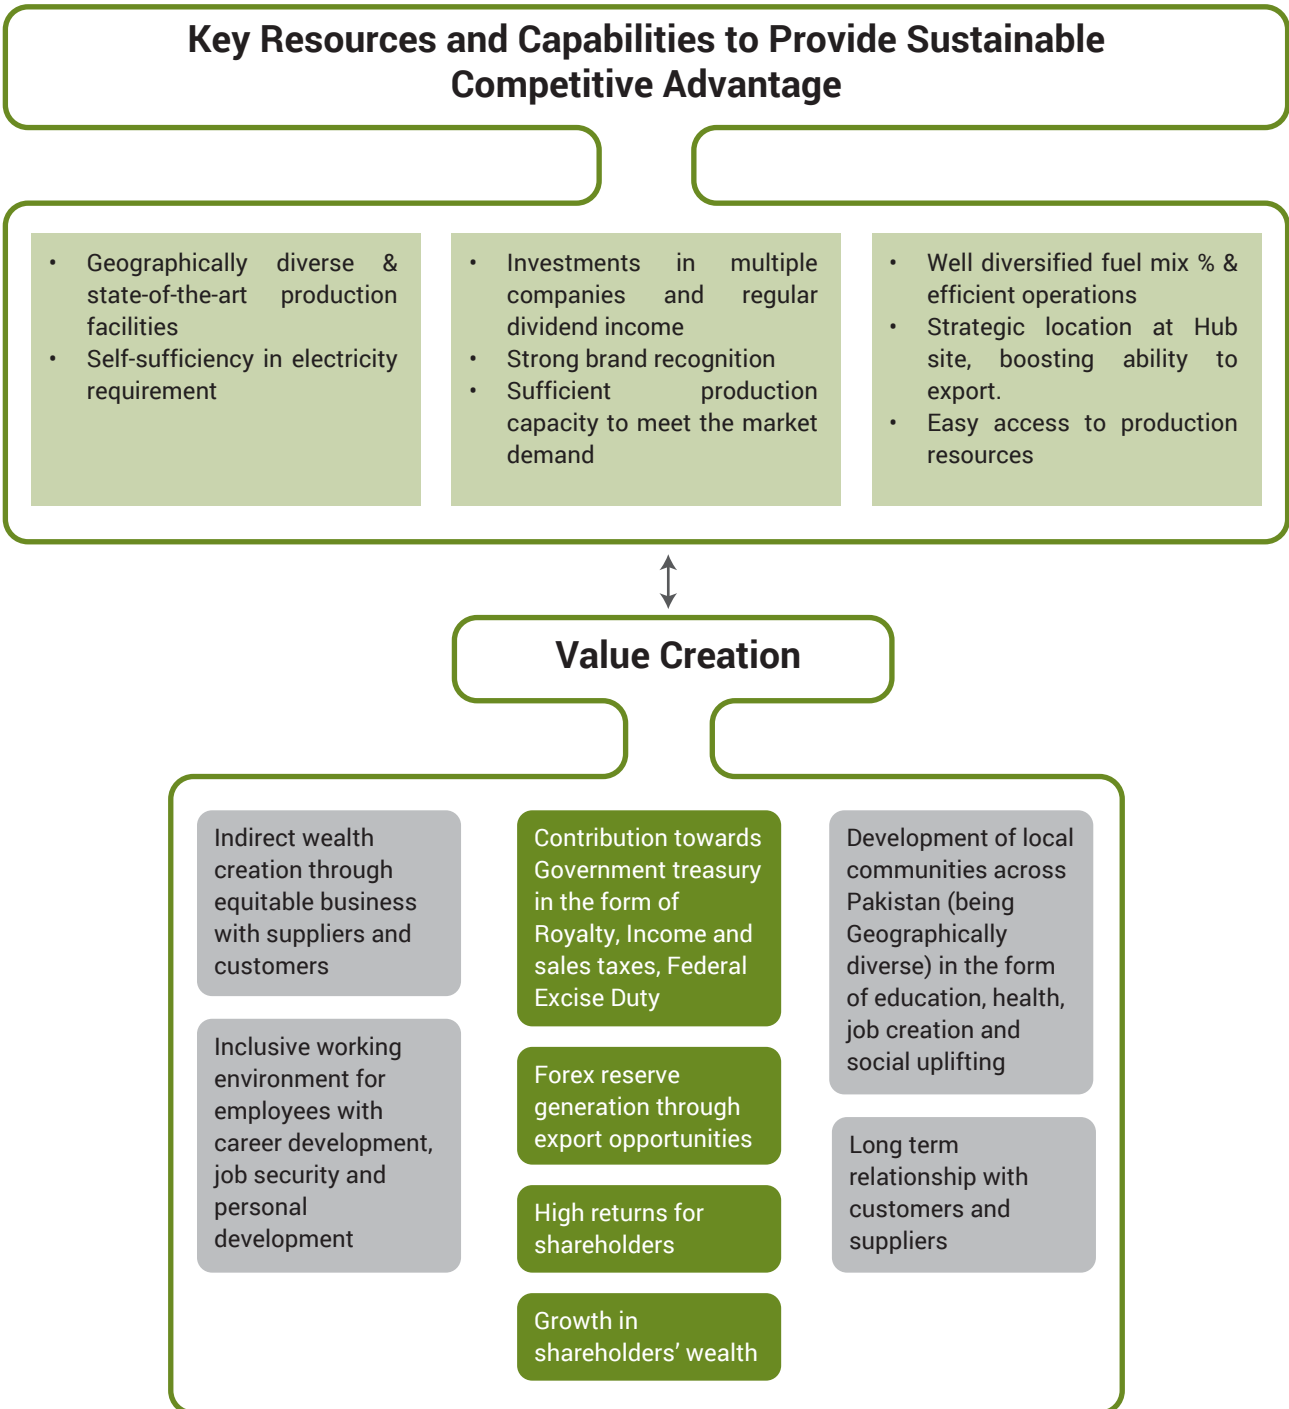 Key Resources and Capabilities to Provide Sustainable
Competitive Advantage
• Geographically diverse &
state-of-the-art production
facilities
• Self-sufficiency in electricity
requirement
• Investments in multiple
companies and regular
dividend income
• Strong brand recognition
• Sufficient production
capacity to meet the market
demand
• Well diversified fuel mix % &
efficient operations
• Strategic location at Hub
site, boosting ability to
export.
• Easy access to production
resources
Value Creation
Indirect wealth
creation through
equitable business
with suppliers and
customers
Inclusive working
environment for
employees with
career development,
job security and
personal
development
Contribution towards
Government treasury
in the form of
Royalty, Income and
sales taxes, Federal
Excise Duty
Forex reserve
generation through
export opportunities
High returns for
shareholders
Growth in
shareholders’ wealth
Development of local
communities across
Pakistan (being
Geographically
diverse) in the form
of education, health,
job creation and
social uplifting
Long term
relationship with
customers and
suppliers